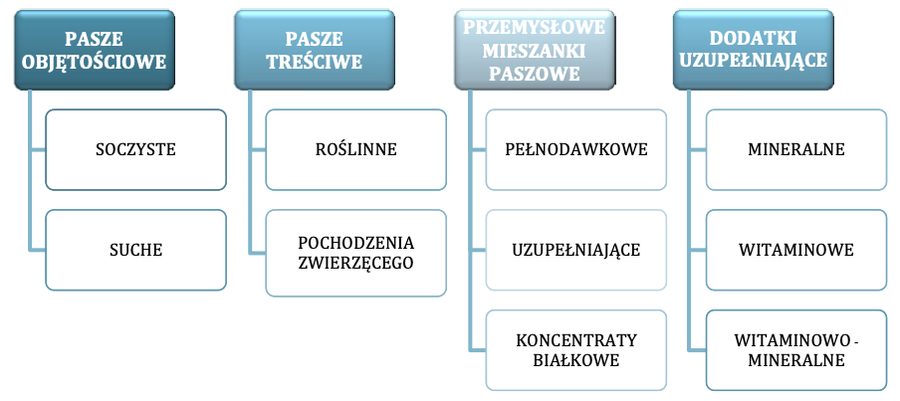 PASZE
OBJĘTOŚCIOWE
SOCZYSTE
SUCHE
PASZE
TREŚCIWE
ROŚLINNE
POCHODZENIA
ZWIERZĘCEGO
PRZEMYSŁOWE
MIESZANKI
PASZOWE
PEŁNODAWKOWE
UZUPEŁNIAJĄCE
KONCENTRATY
BIAŁKOWE
DODATKI
UZUPEŁNIAJĄCE
MINERALNE
WITAMINOWE
WITAMINOWO -
MINERALNE